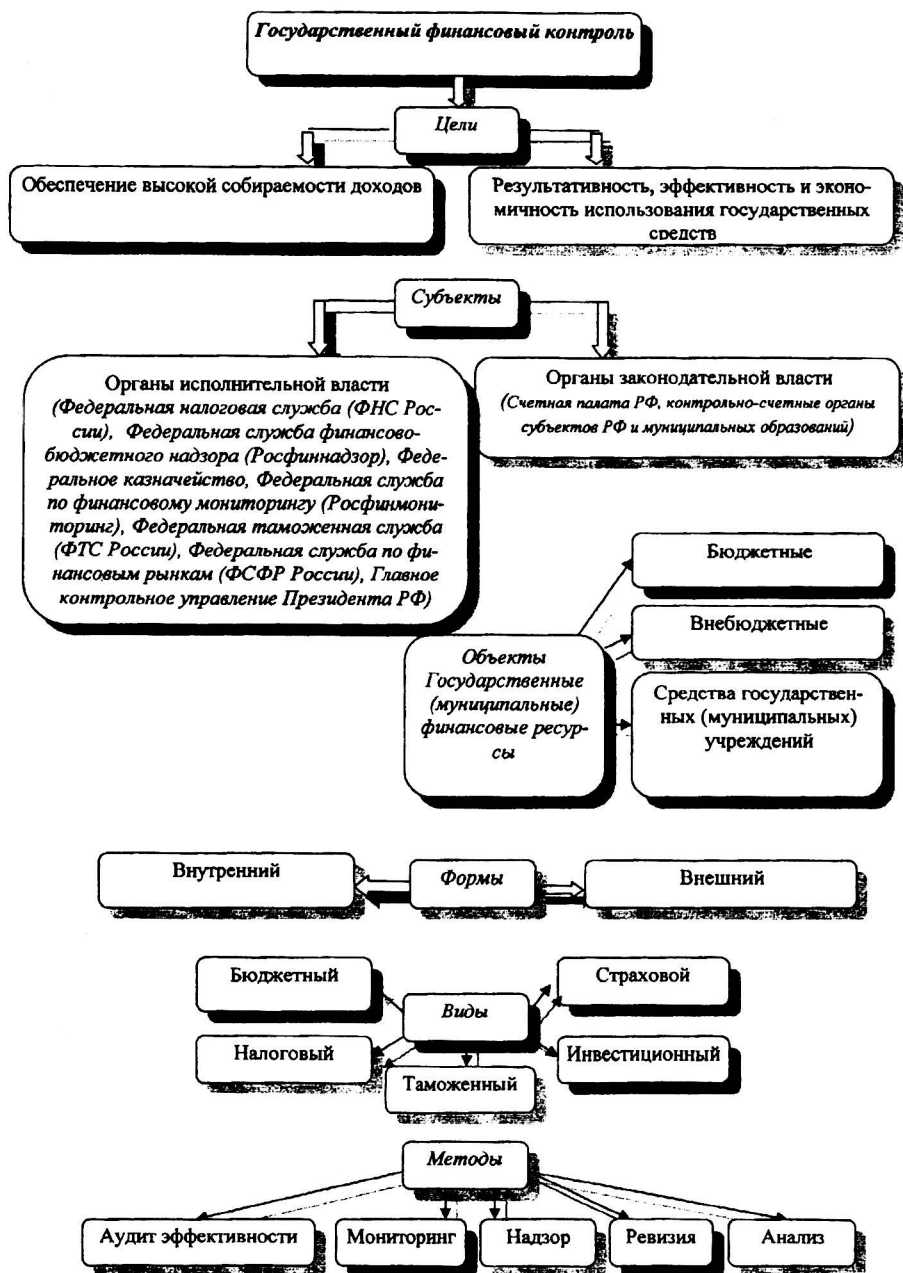 Государственный финансовый контроль
Цели
Обеспечение высокой собираемости доходов
Результативность, эффективность и эконо-
мичность использования государственных
средств
Субъекты
Органы исполнительной власти
(Федеральная налоговая служба (ФНС Рос-
сии), Федеральная служба финансово-
бюджетного надзора (Росфиннадзор), Феде-
ральное казначейство, Федеральная служба
по финансовому мониторингу (Росфинмони-
торинг), Федеральная таможенная служба
(ФТС России), Федеральная служба по фи-
нансовым рынкам (ФСФР России), Главное
контрольное управление Президента РФ)
Органы законодательной власти
(Счетная палата РФ, контрольно-счетные органы
субъектов РФ и муниципальных образований)
Объекты
Государственные
(муниципальные)
финансовые ресур-
сы
Бюджетные
Внебюджетные
Средства государствен-
ных (муниципальных)
учреждений
Внутренний
Формы
Внешний
Бюджетный
Страховой
Виды
Налоговый
Инвестиционный
Таможенный
Методы
Аудит эффективности
Мониторинг
Надзор
Ревизия
Анализ